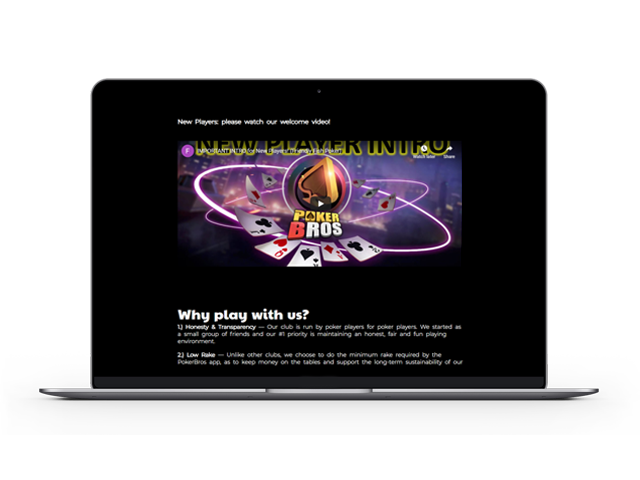 New Players: please watch our welcome video!
NEW PLAYER INTRO
F
Watch later
Share
POKER
BROS
Why play with us?
1.) Honesty & Transparency — Our club is run by poker players for poker players. We started as
a small group of friends and our #1 priority is maintaining an honest, fair and fun playing
environment.
2.) Low Rake — Unlike other clubs, we choose to do the minimum rake required by the
PokerBros app, as to keep money on the tables and support the long-term sustainability of our